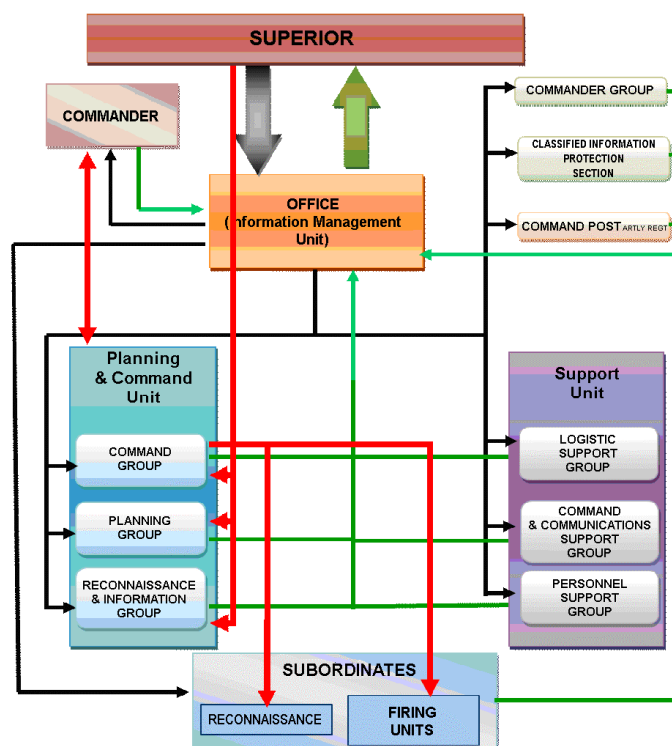 SUPERIOR
COMMANDER
COMMANDER GROUP
CLASSIFIED INFORMATION
PROTECTION
SECTION
COMMAND POST ARTLY REGT
OFFICE
(Information Management
Unit)
Planning
& Command
Unit
COMMAND
GROUP
PLANNING
GROUP
RECONNAISSANCE
& INFORMATION
GROUP
Support
Unit
LOGISTIC
SUPPORT
GROUP
COMMAND
& COMMUNICATIONS
SUPPORT
GROUP
PERSONNEL
SUPPORT
GROUP
SUBORDINATES
RECONNAISSANCE
FIRING
UNITS